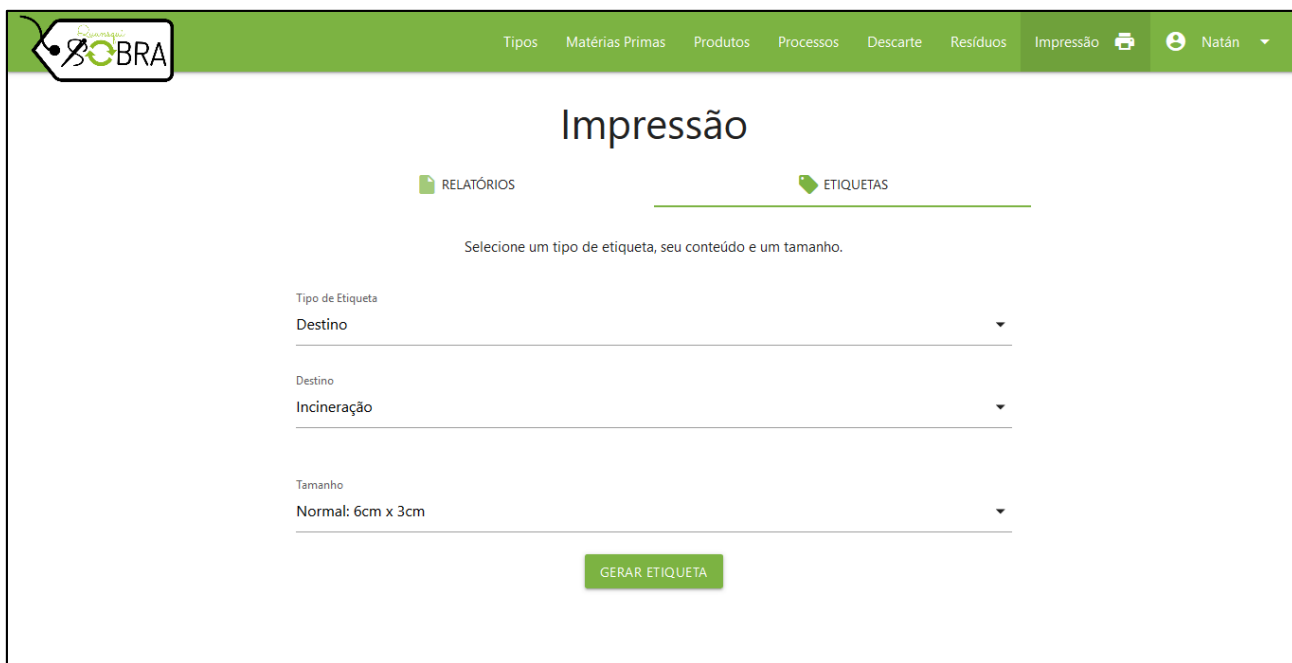 BRA
Tipos Matérias Primas Produtos Processos Descarte Resíduos Impressão Natán
Impressão
RELATÓRIOS ETIQUETAS
Selecione um tipo de etiqueta, seu conteúdo e um tamanho.
Tipo de Etiqueta
Destino
Destino
Incineração
Tamanho
Normal: 6cm x 3cm
GERAR ETIQUETA